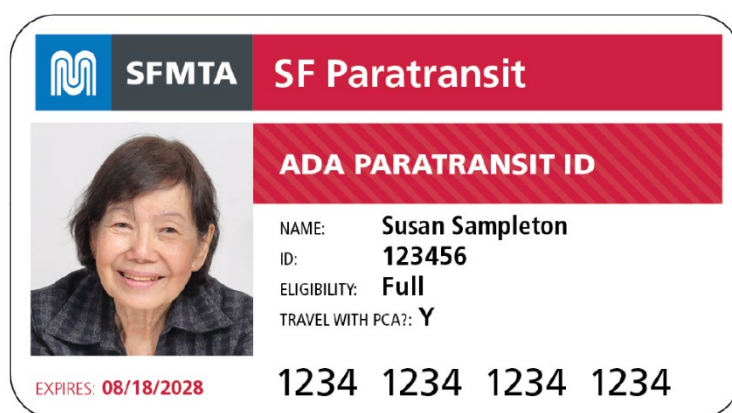 SFMTA SF Paratransit
ADA PARATRANSIT ID
NAME: Susan Sampleton
ID: 123456
ELIGIBILITY: Full
TRAVEL WITH PCA?: Y
EXPIRES: 08/18/2028
1234 1234 1234 1234